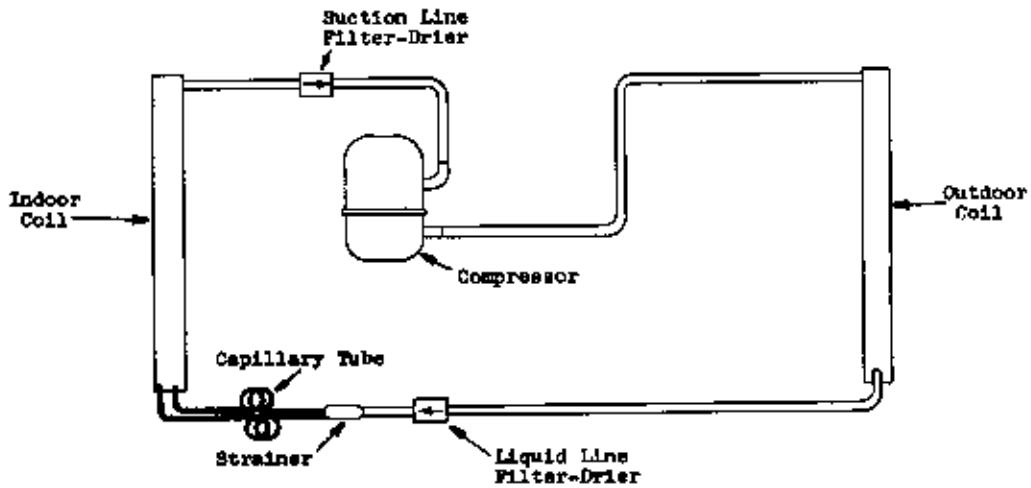 Suction Line
Filter-Drier
Indoor
Coil
Outdoor
Coil
Compressor
Capillary Tube
Strainer
Liquid Line
Filter-Drier